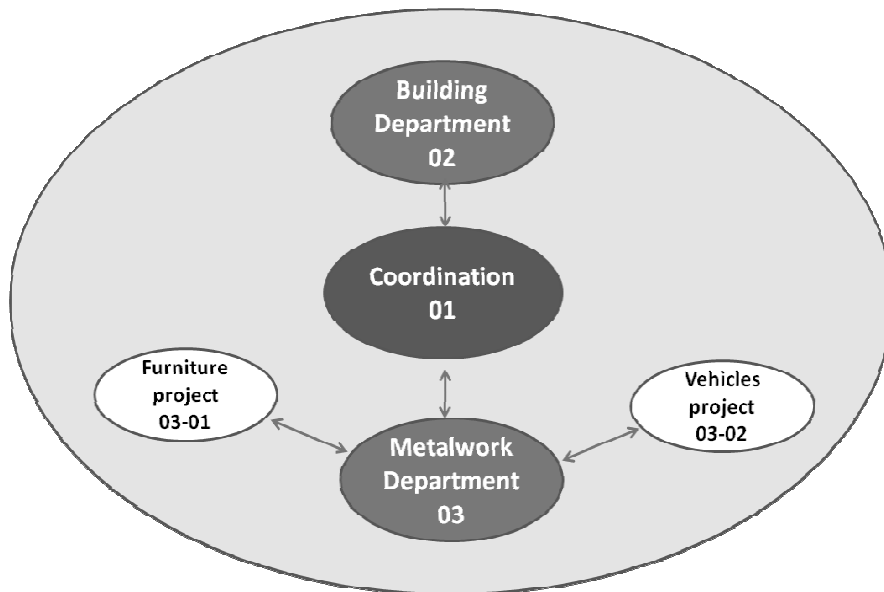 Building
Department
02
Coordination
01
Furniture
project
03-01
Vehicles
project
03-02
Metalwork
Department
03